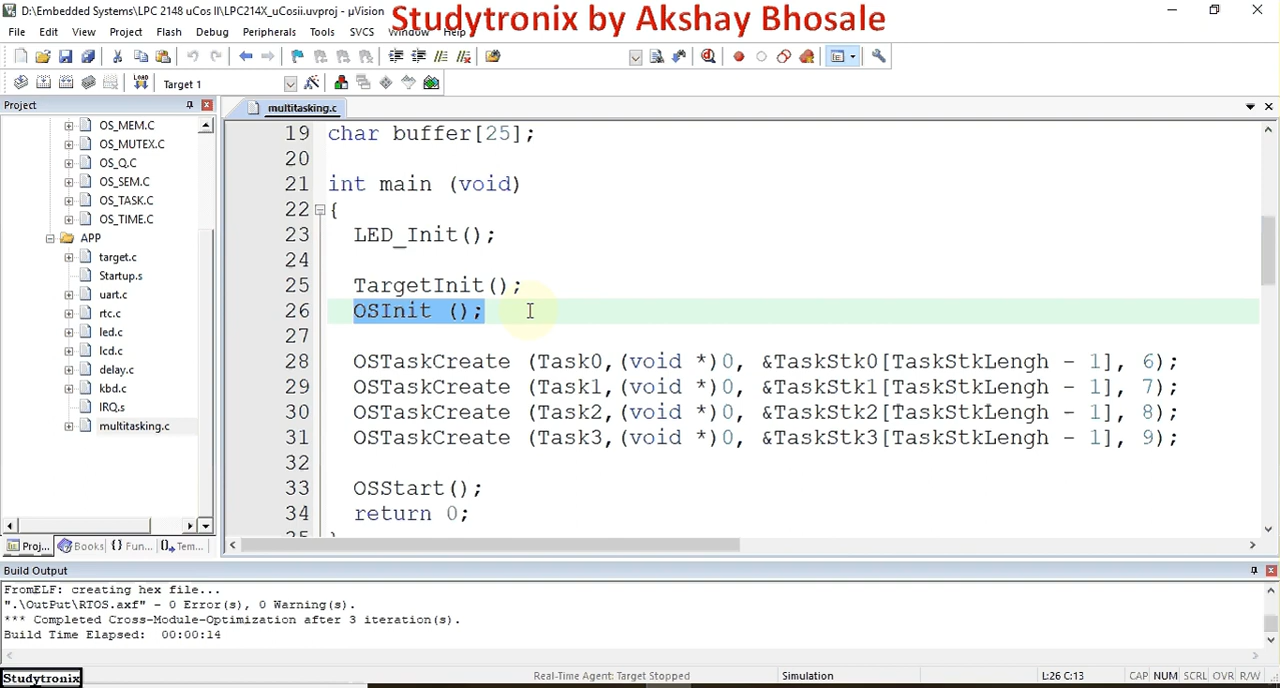 D:\Embedded Systems\LPC 2148 uCos II\LPC214X_uCosii.uvproj - µVision
Studytronix by Akshay Bhosale
File Edit View Project Flash Debug Peripherals Tools SVCS Window Help
LOAD
Target 1
Project
multitasking.c
OS_MEM.C
OS_MUTEX.C
OS_Q.C
OS_SEM.C
OS_TASK.C
OS_TIME.C
APP
target.c
Startup.s
uart.c
rtc.c
led.c
lcd.c
delay.c
kbd.c
IRQ.s
multitasking.c
19 char buffer[25];
20
21 int main (void)
22 {
23 LED_Init();
24
25 TargetInit();
26 OSInit ();
27
28 OSTaskCreate (Task0,(void *)0, &TaskStk0[TaskStkLengh - 1], 6);
29 OSTaskCreate (Task1,(void *)0, &TaskStk1[TaskStkLengh - 1], 7);
30 OSTaskCreate (Task2,(void *)0, &TaskStk2[TaskStkLengh - 1], 8);
31 OSTaskCreate (Task3,(void *)0, &TaskStk3[TaskStkLengh - 1], 9);
32
33 OSStart();
34 return 0;
Proj... Books {} Fun... Tem...
Build Output
FromELF: creating hex file...
".\OutPut\RTOS.axf" - 0 Error(s), 0 Warning(s).
*** Completed Cross-Module-Optimization after 3 iteration(s).
Build Time Elapsed: 00:00:14
Studytronix
Real-Time Agent: Target Stopped Simulation L:26 C:13 CAP NUM SCRL OVR R/W